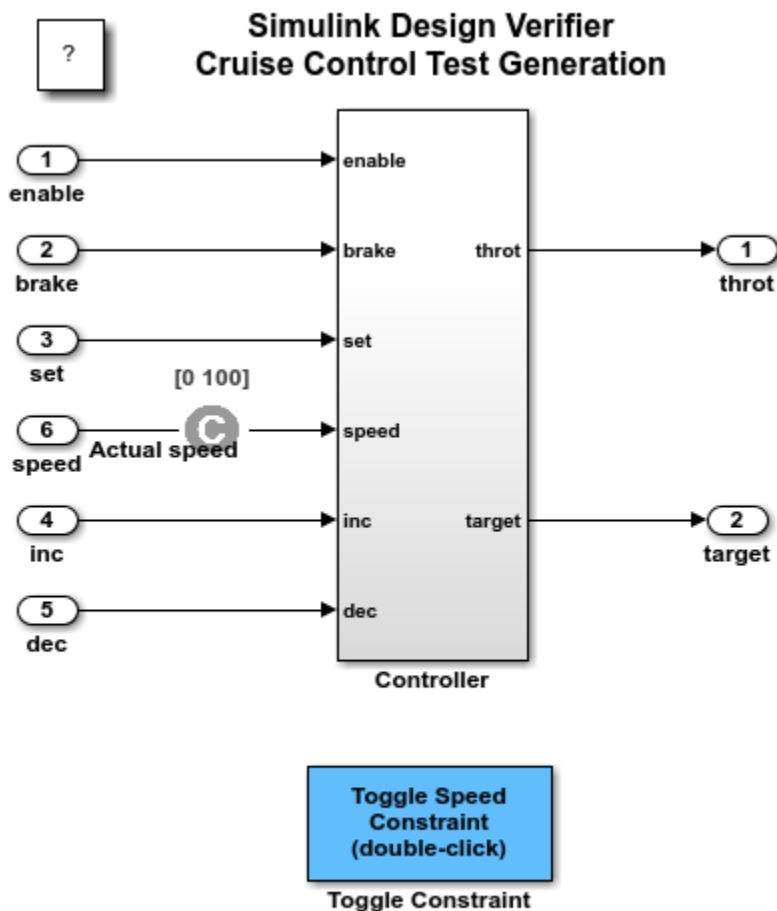 Simulink Design Verifier
?
Cruise Control Test Generation
1
enable
enable
2
brake
brake
throt
1
throt
3
set
set
[0 100]
6
C
speed
speed
Actual speed
4
inc
inc
target
2
target
5
dec
dec
Controller
Toggle Speed
Constraint
(double-click)
Toggle Constraint